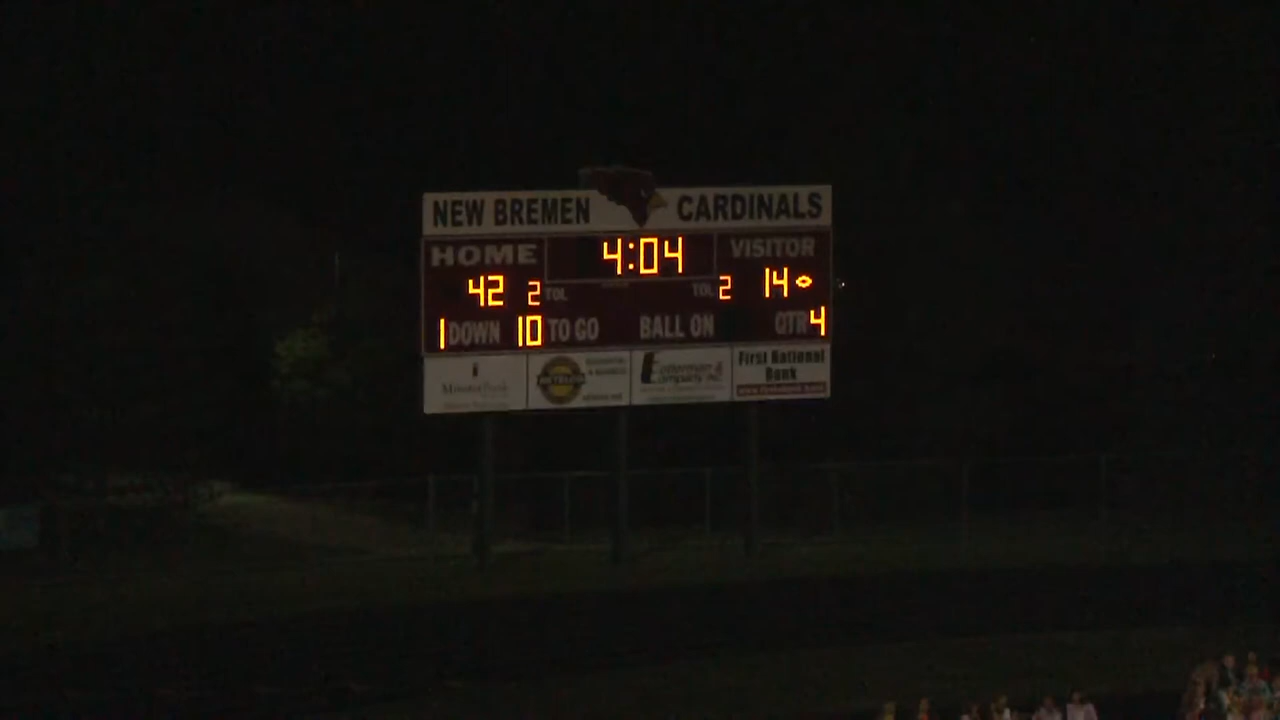 NEW BREMEN CARDINALS
HOME 4:04 VISITOR
42 2 TOL TOL 2 14
1 DOWN 10 TO GO BALL ON QTR 4
First National
Bank